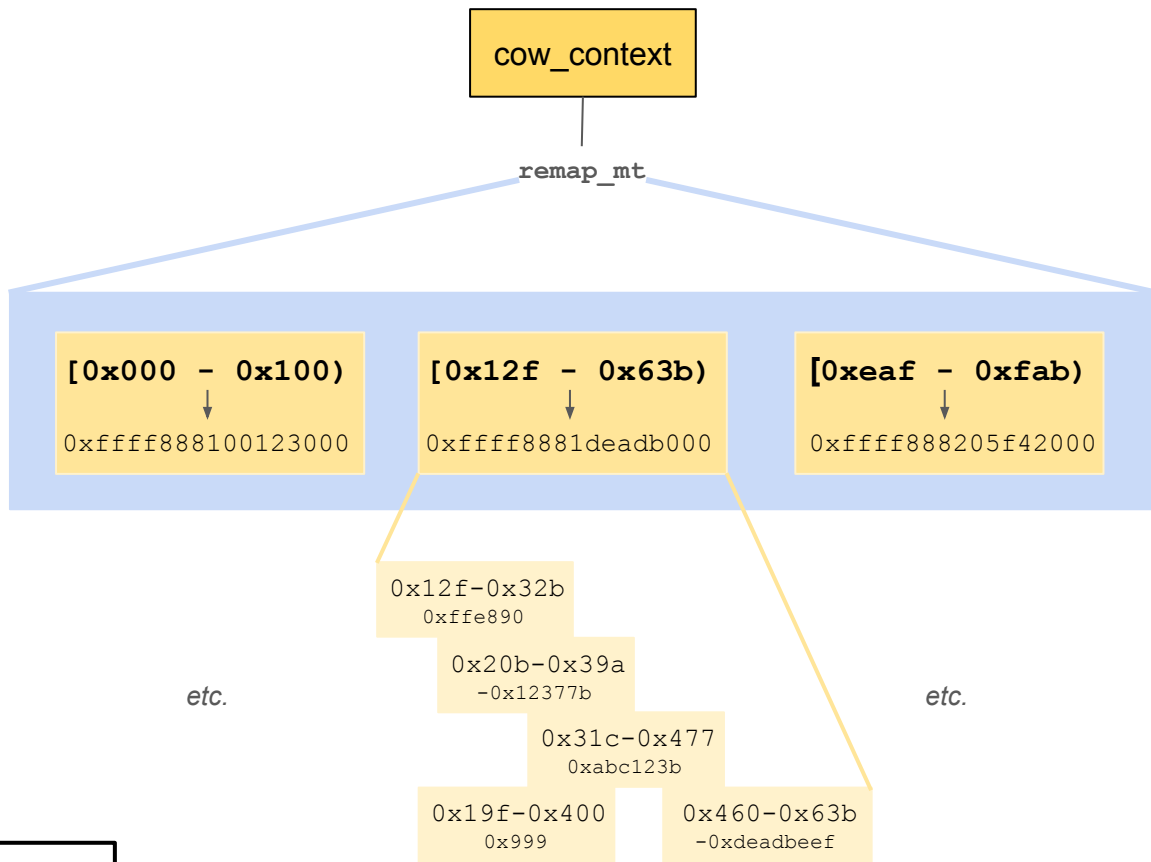 cow_context
remap_mt
[0x000 - 0x100)
0xffff888100123000
[0x12f - 0x63b)
0xffff8881deadb000
[0xeaf - 0xfab)
0xffff888205f42000
0x12f-0x32b
0xffe890
0x20b-0x39a
-0x12377b
etc.
etc.
0x31c-0x477
0xabc123b
0x19f-0x400
0x999
0x460-0x63b
-0xdeadbeef